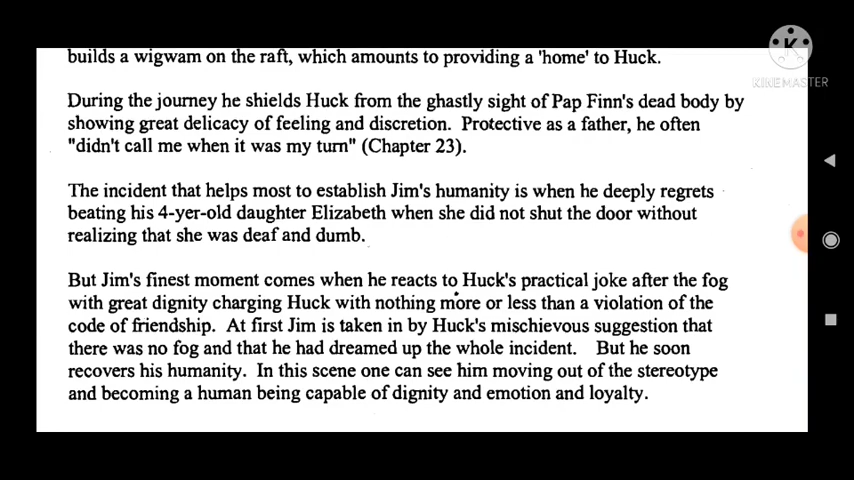 builds a wigwam on the raft, which amounts to providing a 'home' to Huck.
KINEMASTER
During the journey he shields Huck from the ghastly sight of Pap Finn's dead body by
showing great delicacy of feeling and discretion. Protective as a father, he often
"didn't call me when it was my turn" (Chapter 23).
The incident that helps most to establish Jim's humanity is when he deeply regrets
beating his 4-yer-old daughter Elizabeth when she did not shut the door without
realizing that she was deaf and dumb.
But Jim's finest moment comes when he reacts to Huck's practical joke after the fog
with great dignity charging Huck with nothing more or less than a violation of the
code of friendship. At first Jim is taken in by Huck's mischievous suggestion that
there was no fog and that he had dreamed up the whole incident. But he soon
recovers his humanity. In this scene one can see him moving out of the stereotype
and becoming a human being capable of dignity and emotion and loyalty.